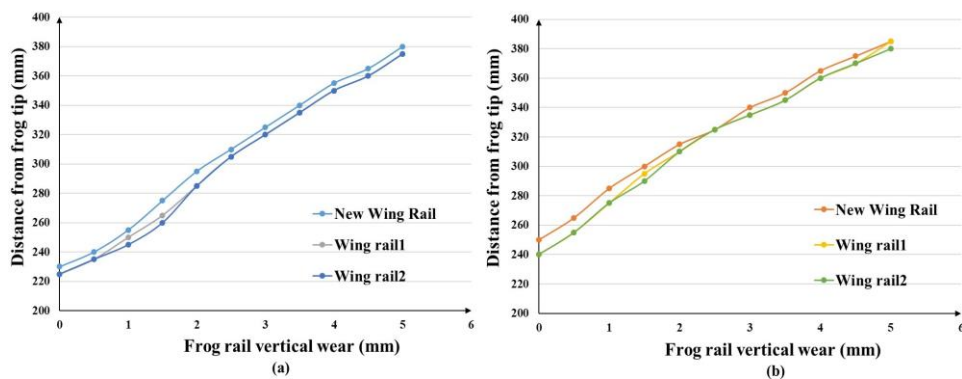 Distance from frog tip (mm)
400
380
360
340
320
300
280
260
240
220
200
0 1 2 3 4 5 6
New Wing Rail
Wing rail1
Wing rail2
Frog rail vertical wear (mm)
(a)
Distance from frog tip (mm)
400
380
360
340
320
300
280
260
240
220
200
0 1 2 3 4 5 6
New Wing Rail
Wing rail1
Wing rail2
Frog rail vertical wear (mm)
(b)